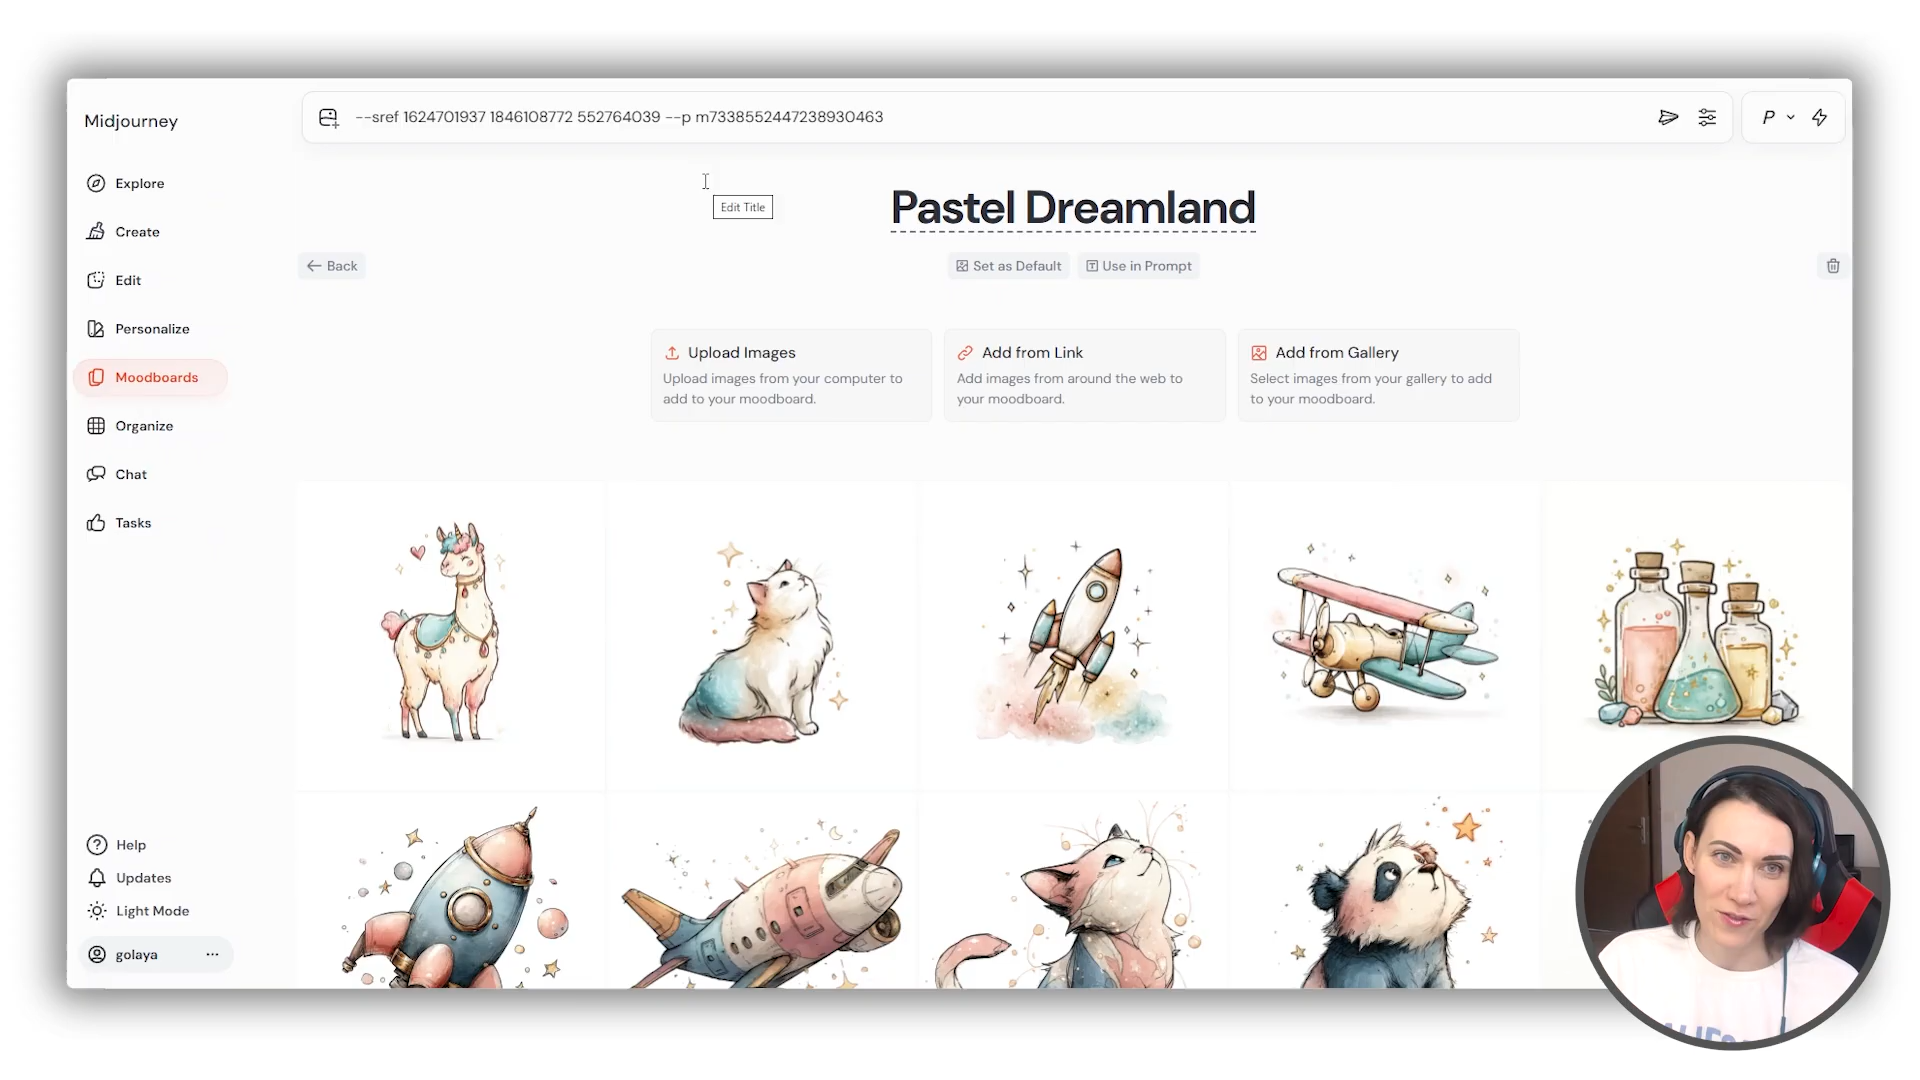 Midjourney
--sref 1624701937 1846108772 552764039 --p m7338552447238930463
P
Explore
Create
Edit
Personalize
Moodboards
Organize
Chat
Tasks
Edit Title
Pastel Dreamland
Back
Set as Default
Use in Prompt
Upload Images
Upload images from your computer to
add to your moodboard.
Add from Link
Add images from around the web to
your moodboard.
Add from Gallery
Select images from your gallery to add
to your moodboard.
Help
Updates
Light Mode
golaya